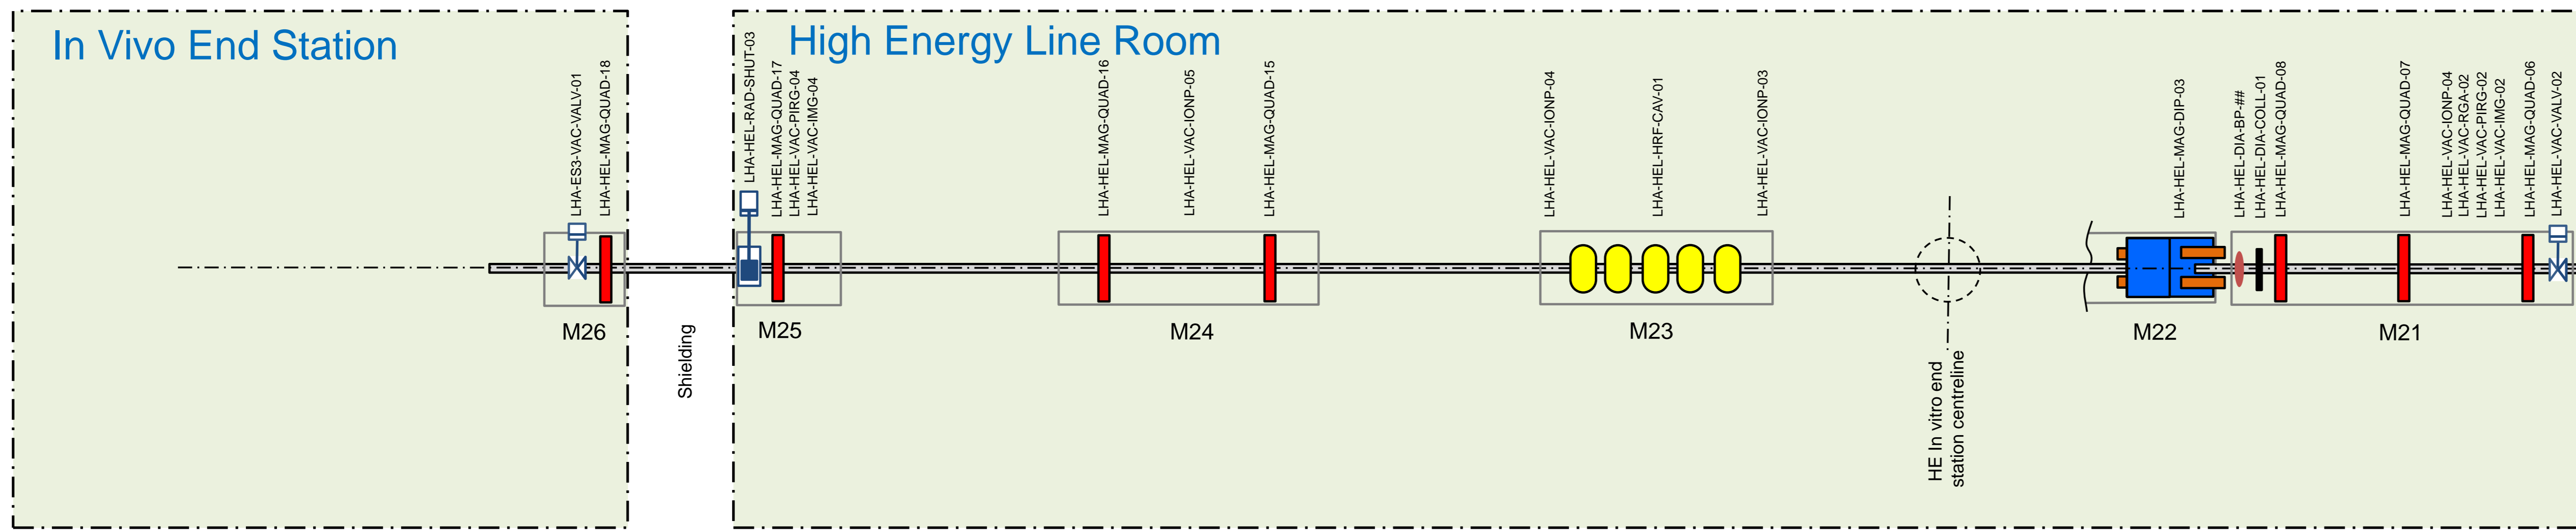 In Vivo End Station
High Energy Line Room
LHA-ES3-VAC-VALV-01
LHA-HEL-MAG-QUAD-18
LHA-HEL-RAD-SHUT-03
LHA-HEL-MAG-QUAD-17
LHA-HEL-VAC-PIRG-04
LHA-HEL-VAC-IMG-04
LHA-HEL-MAG-QUAD-16
LHA-HEL-VAC-IONP-05
LHA-HEL-MAG-QUAD-15
LHA-HEL-VAC-IONP-04
LHA-HEL-HRF-CAV-01
LHA-HEL-VAC-IONP-03
LHA-HEL-MAG-DIP-03
LHA-HEL-DIA-BP-##
LHA-HEL-DIA-COLL-01
LHA-HEL-MAG-QUAD-08
LHA-HEL-MAG-QUAD-07
LHA-HEL-VAC-IONP-04
LHA-HEL-VAC-RGA-02
LHA-HEL-VAC-PIRG-02
LHA-HEL-VAC-IMG-02
LHA-HEL-MAG-QUAD-06
LHA-HEL-VAC-VALV-02
M26
Shielding
M25
M24
M23
HE In vitro end
station centreline
M22
M21